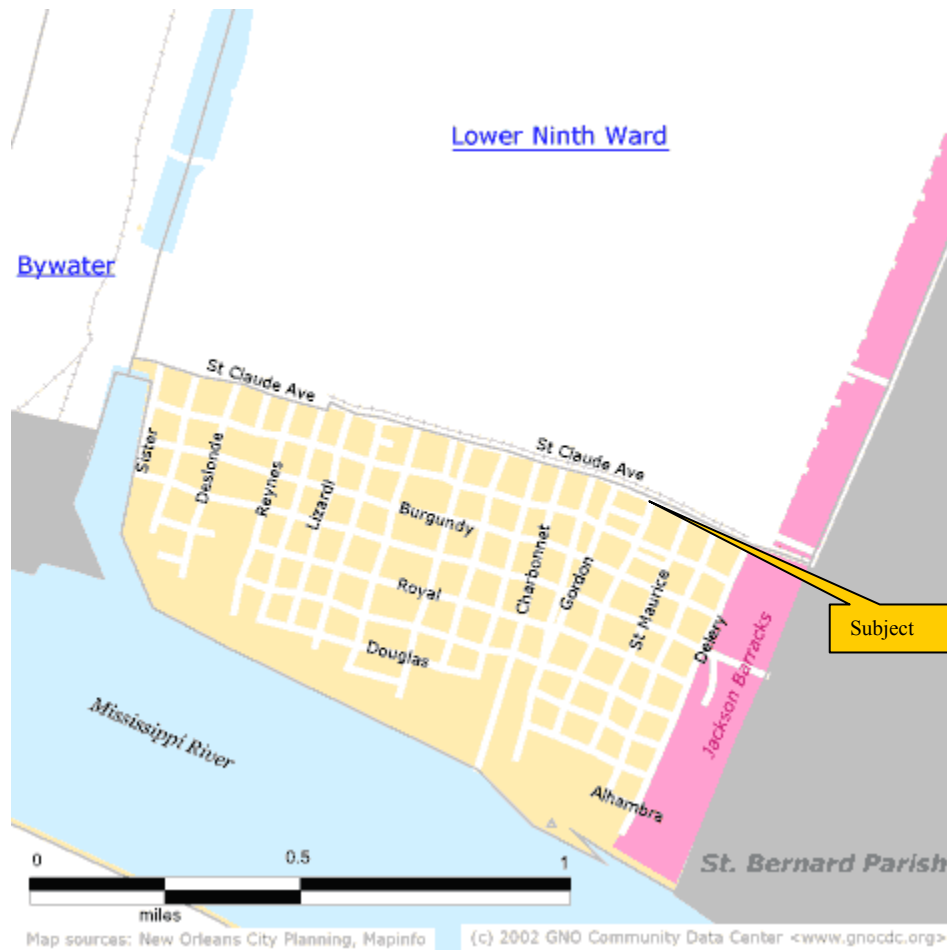 Lower Ninth Ward
Bywater
St Claude Ave
St Claude Ave
Sister
Deslonde
Reynes
Lizardi
Burgundy
Charbonnet
Gordon
St Maurice
Delery
Royal
Douglas
Subject
Jackson Barracks
Mississippi River
Alhambra
St. Bernard Parish
0 0.5 1
miles
Map sources: New Orleans City Planning, Mapinfo
(c) 2002 GNO Community Data Center <www.gnocdc.org>